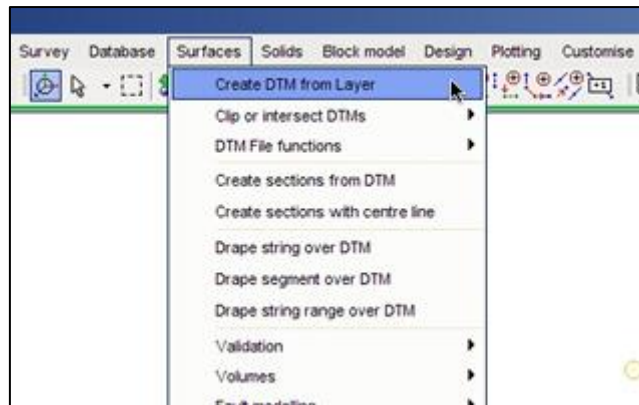 Survey Database Surfaces Solids Block model Design Plotting Customise
Create DTM from Layer
Clip or intersect DTMs
DTM File functions
Create sections from DTM
Create sections with centre line
Drape string over DTM
Drape segment over DTM
Drape string range over DTM
Validation
Volumes
Fault modelling